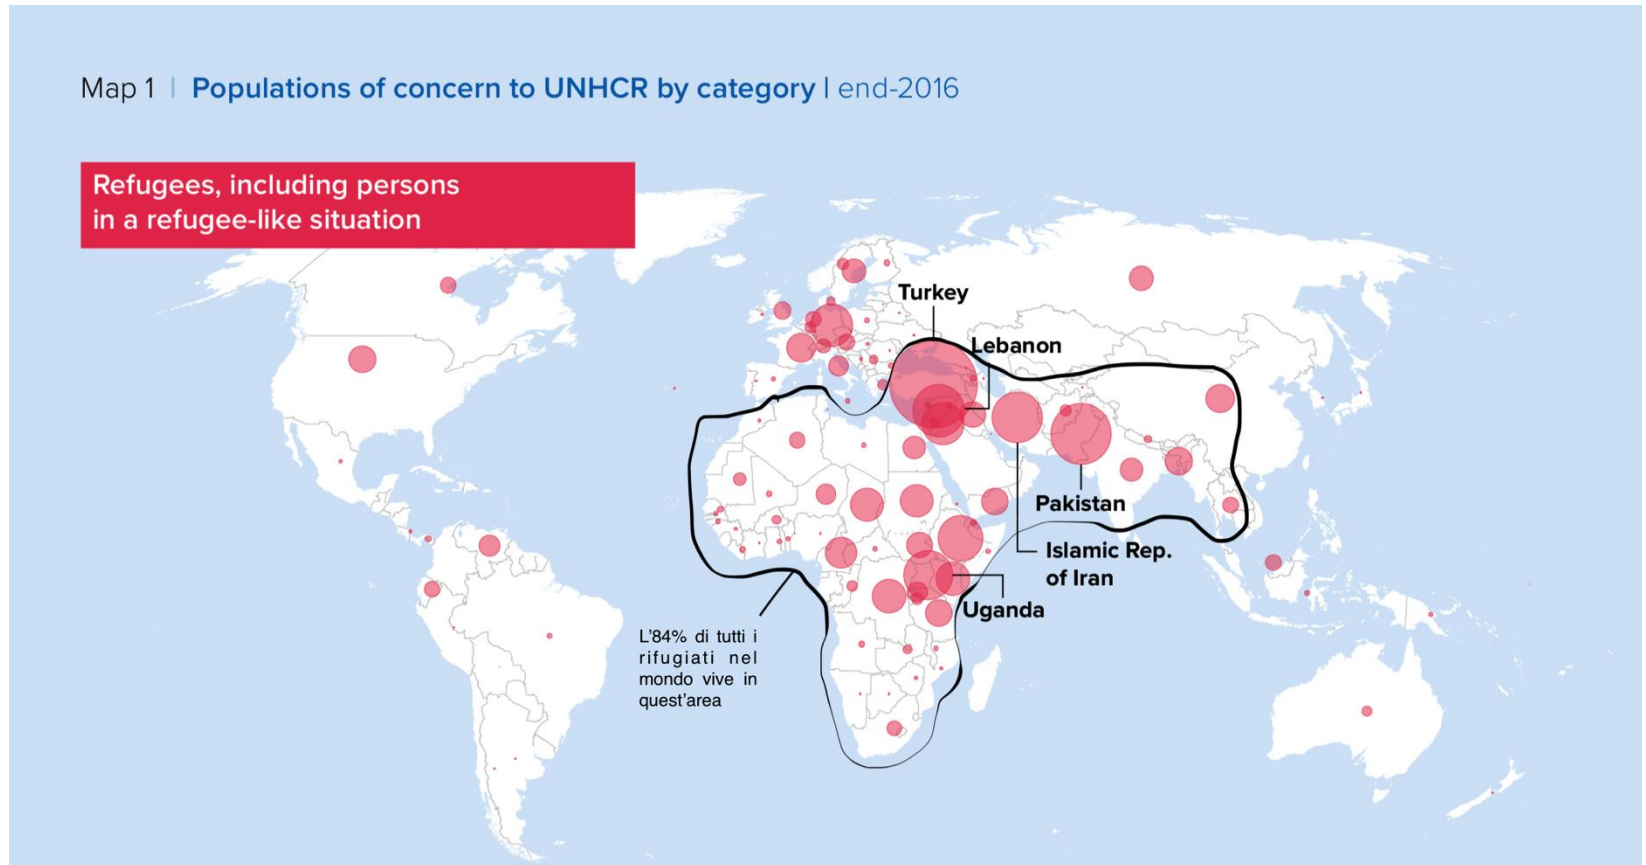 Map 1 | Populations of concern to UNHCR by category | end-2016
Refugees, including persons
in a refugee-like situation
Turkey
Lebanon
Pakistan
Islamic Rep.
of Iran
Uganda
L'84% di tutti i
rifugiati nel
mondo vive in
quest'area